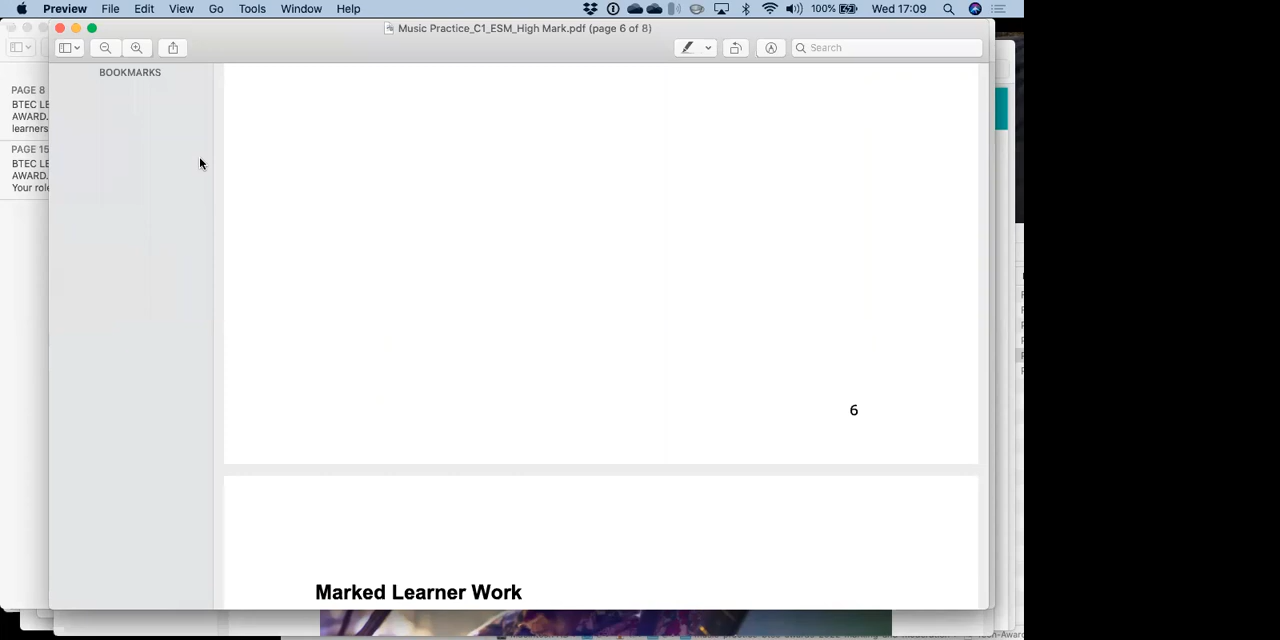 Preview File Edit View Go Tools Window Help 100% Wed 17:09
Music Practice_C1_ESM_High Mark.pdf (page 6 of 8)
Search
BOOKMARKS
PAGE 8
BTEC LE
AWARD.
learners
PAGE 15
BTEC LE
AWARD.
Your role
6
Marked Learner Work